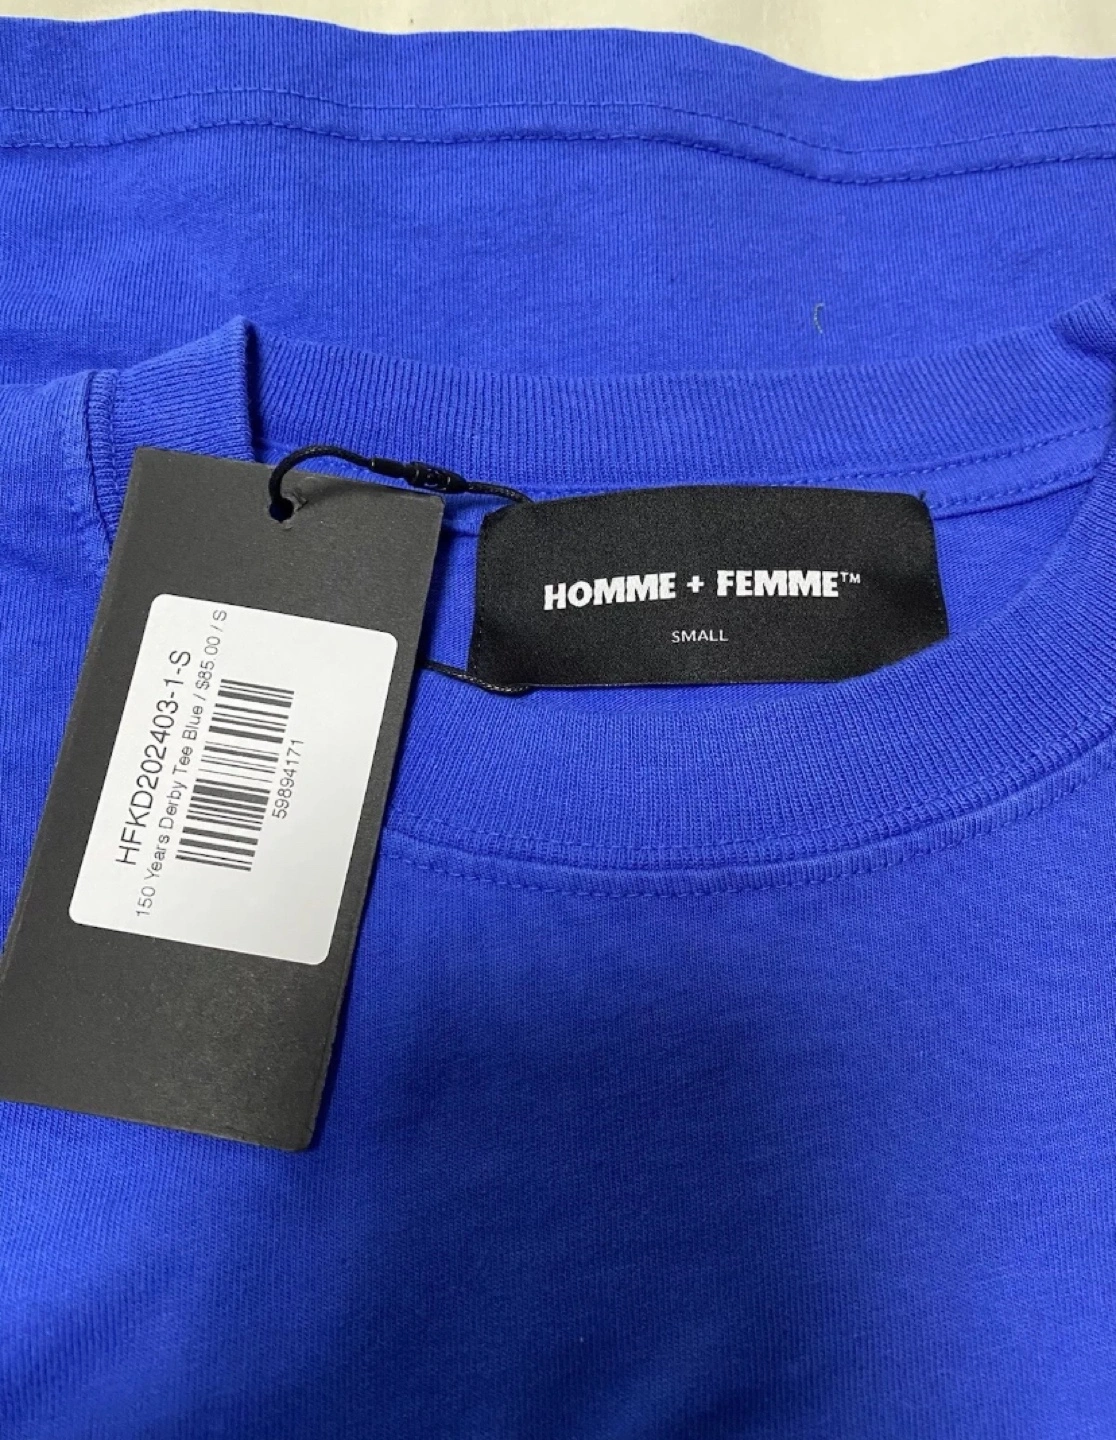 HOMME + FEMME™
SMALL
HFKD202403-1-S
150 Years Derby Tee Blue / $85.00 / S
59894171